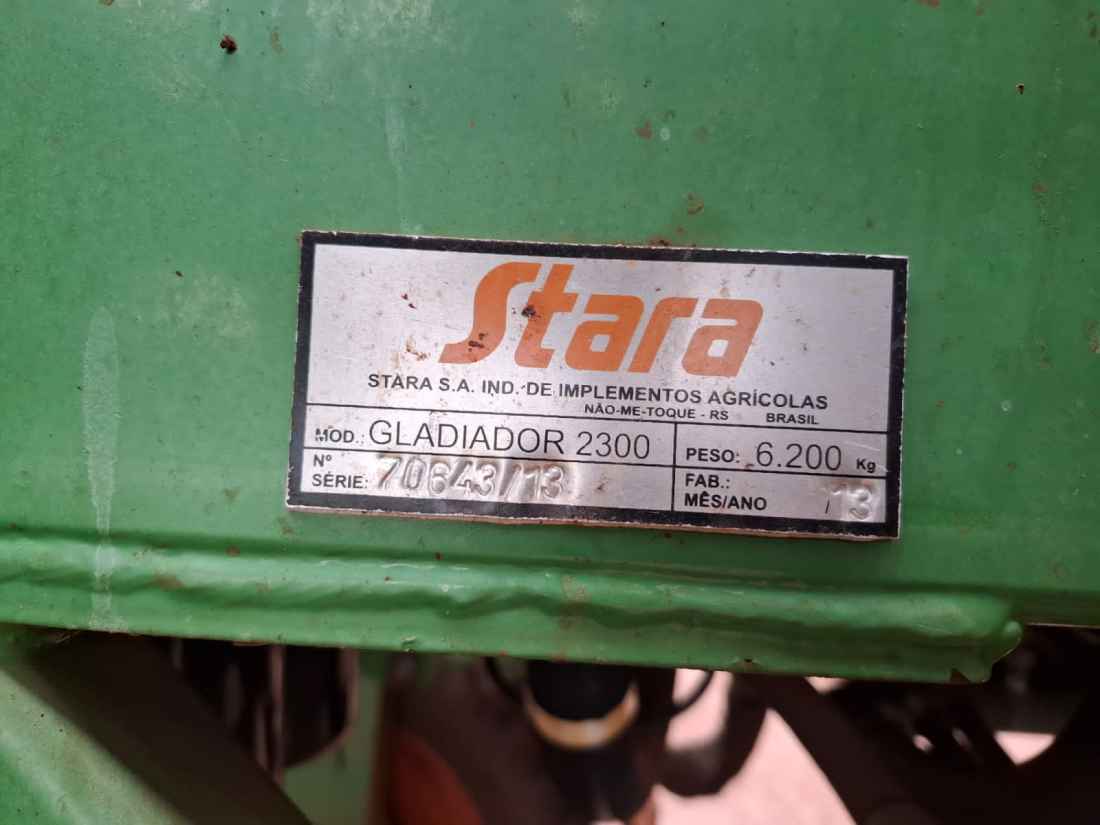 Stara
STARA S.A. IND. DE IMPLEMENTOS AGRÍCOLAS
NÃO-ME-TOQUE - RS BRASIL
MOD.: GLADIADOR 2300
PESO: 6.200 Kg
Nº
SÉRIE: 70643/13
FAB.:
MÊS/ANO /13